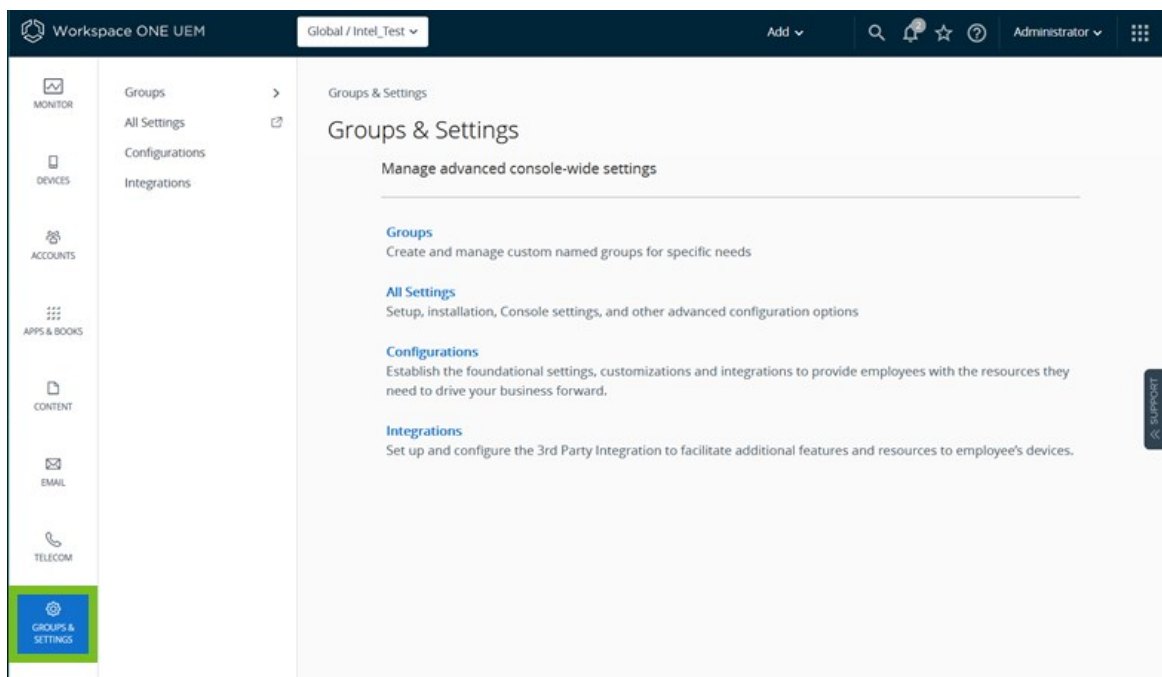 Workspace ONE UEM
Global / Intel_Test
Add
2
Administrator
MONITOR
DEVICES
ACCOUNTS
APPS & BOOKS
CONTENT
EMAIL
TELECOM
GROUPS &
SETTINGS
Groups
All Settings
Configurations
Integrations
Groups & Settings
Groups & Settings
Manage advanced console-wide settings
Groups
Create and manage custom named groups for specific needs
All Settings
Setup, installation, Console settings, and other advanced configuration options
Configurations
Establish the foundational settings, customizations and integrations to provide employees with the resources they
need to drive your business forward.
Integrations
Set up and configure the 3rd Party Integration to facilitate additional features and resources to employee's devices.
SUPPORT